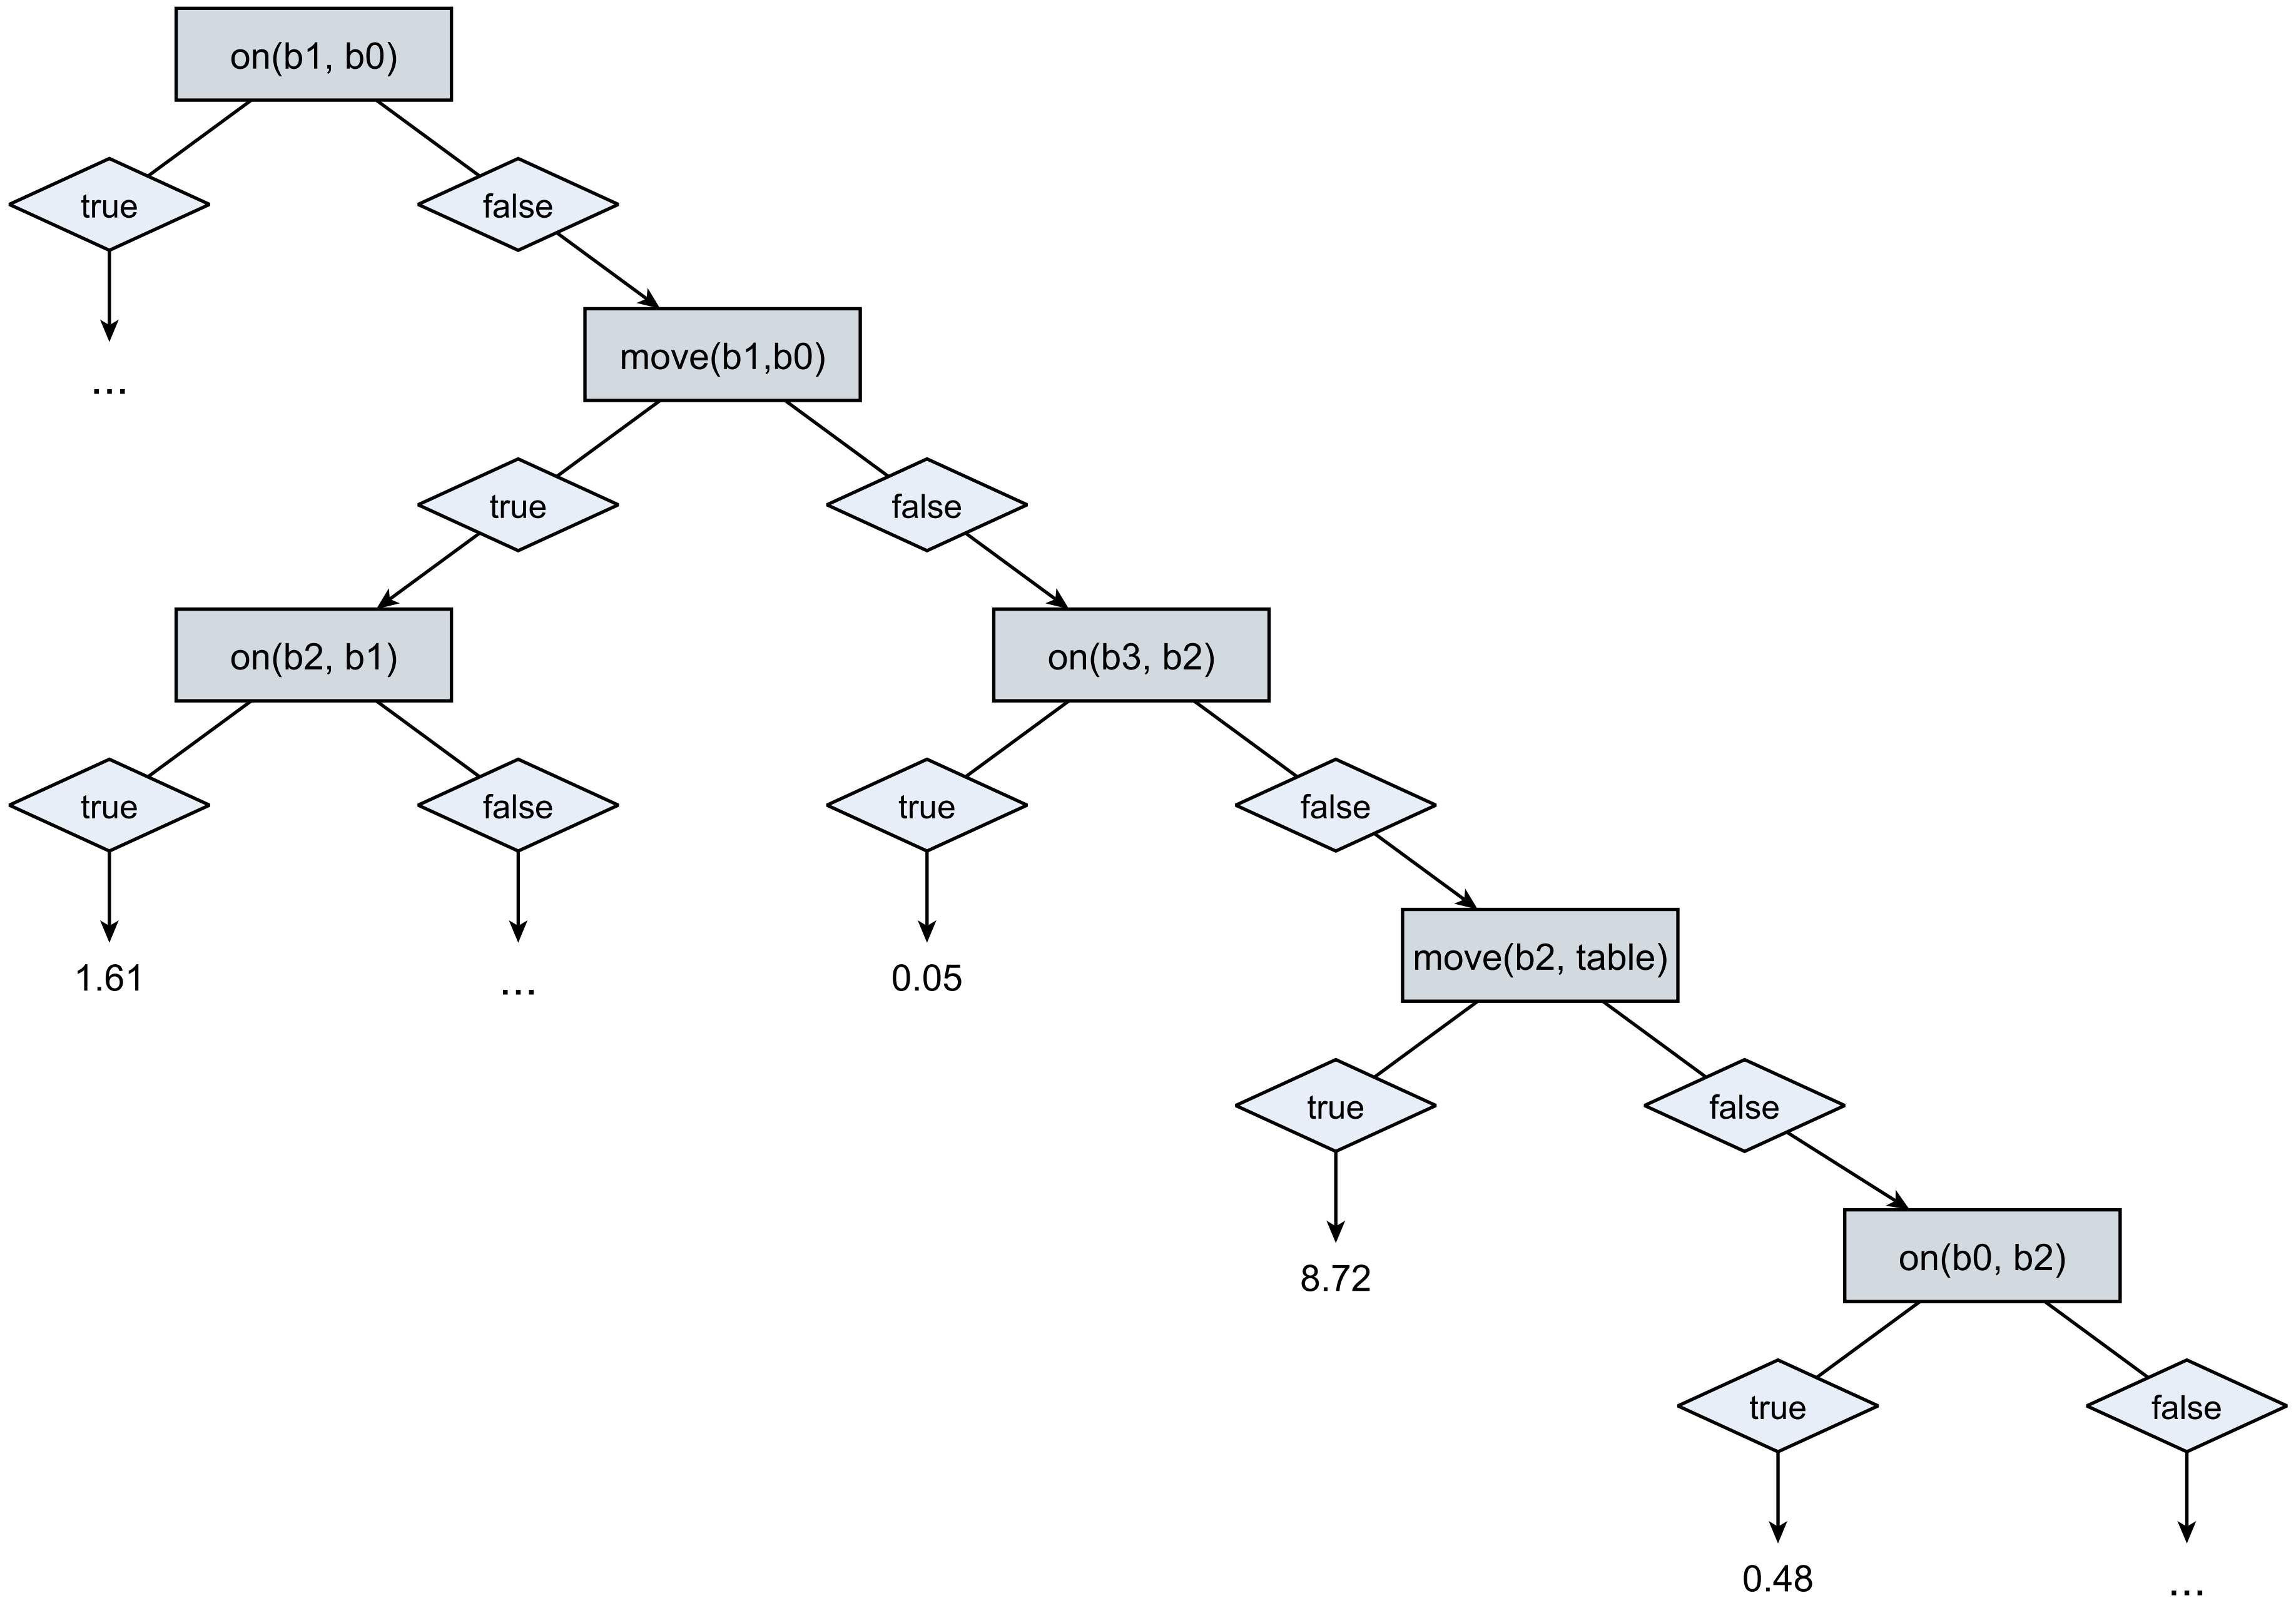 on(b1, b0)
true
false
...
move(b1,b0)
true
false
on(b2, b1)
on(b3, b2)
true
false
true
false
1.61
...
0.05
move(b2, table)
true
false
8.72
on(b0, b2)
true
false
0.48
...